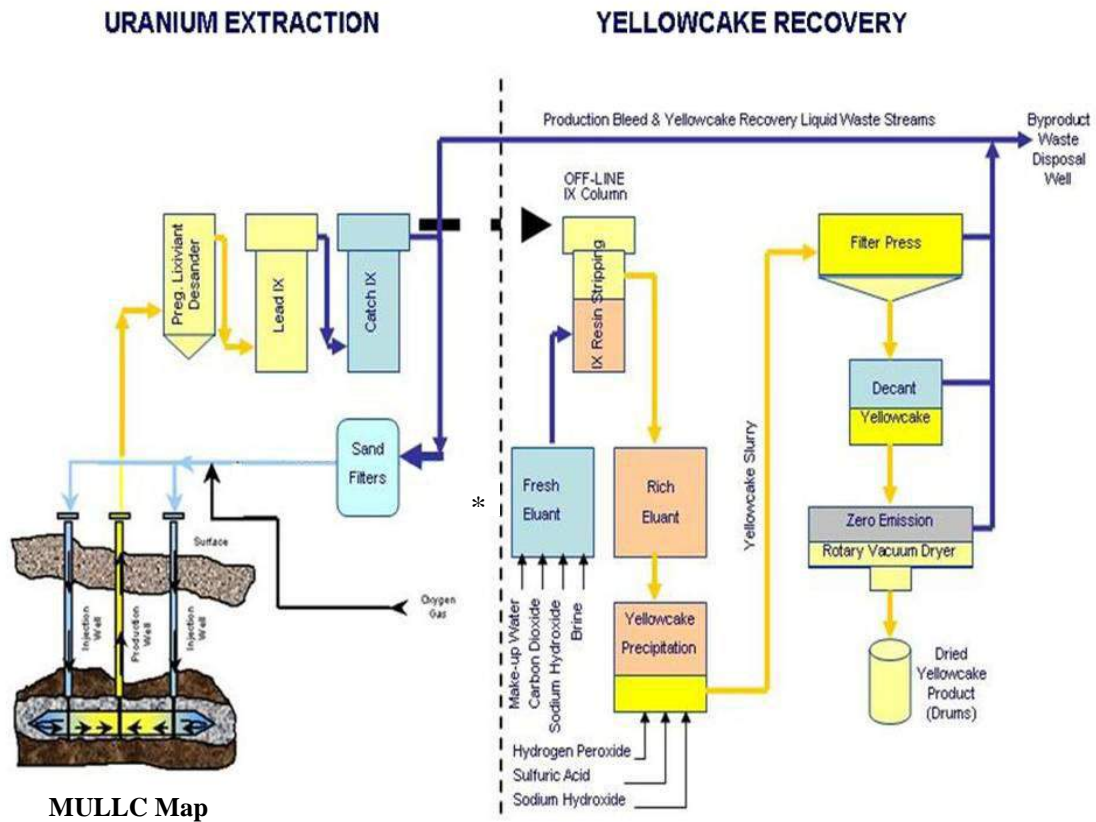 URANIUM EXTRACTION
YELLOWCAKE RECOVERY
Production Bleed & Yellowcake Recovery Liquid Waste Streams
Byproduct
Waste
Disposal
Well
OFF-LINE
IX Column
Preg. Lixiviant
Desander
Lead IX
Catch IX
IX Resin Stripping
Filter Press
Decant
Yellowcake
Sand
Filters
*
Fresh
Eluant
Rich
Eluant
Yellowcake Slurry
Zero Emission
Rotary Vacuum Dryer
Surface
Injection
Well
Production
Well
Injection
Well
Oxygen
Gas
Make-up Water
Carbon Dioxide
Sodium Hydroxide
Brine
Yellowcake
Precipitation
Dried
Yellowcake
Product
(Drums)
Hydrogen Peroxide
Sulfuric Acid
Sodium Hydroxide
MULLC Map